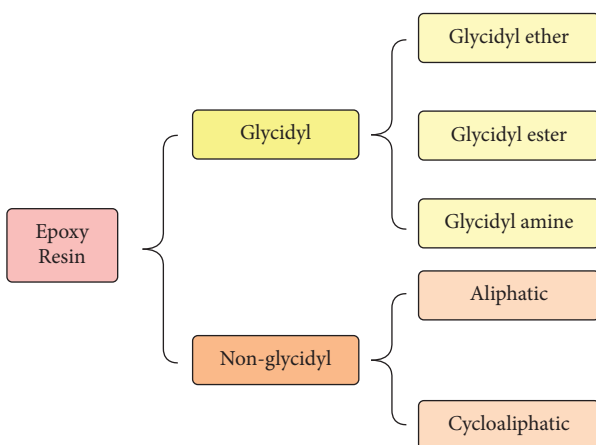 Glycidyl ether
Glycidyl
Glycidyl ester
Glycidyl amine
Epoxy
Resin
Aliphatic
Non-glycidyl
Cycloaliphatic